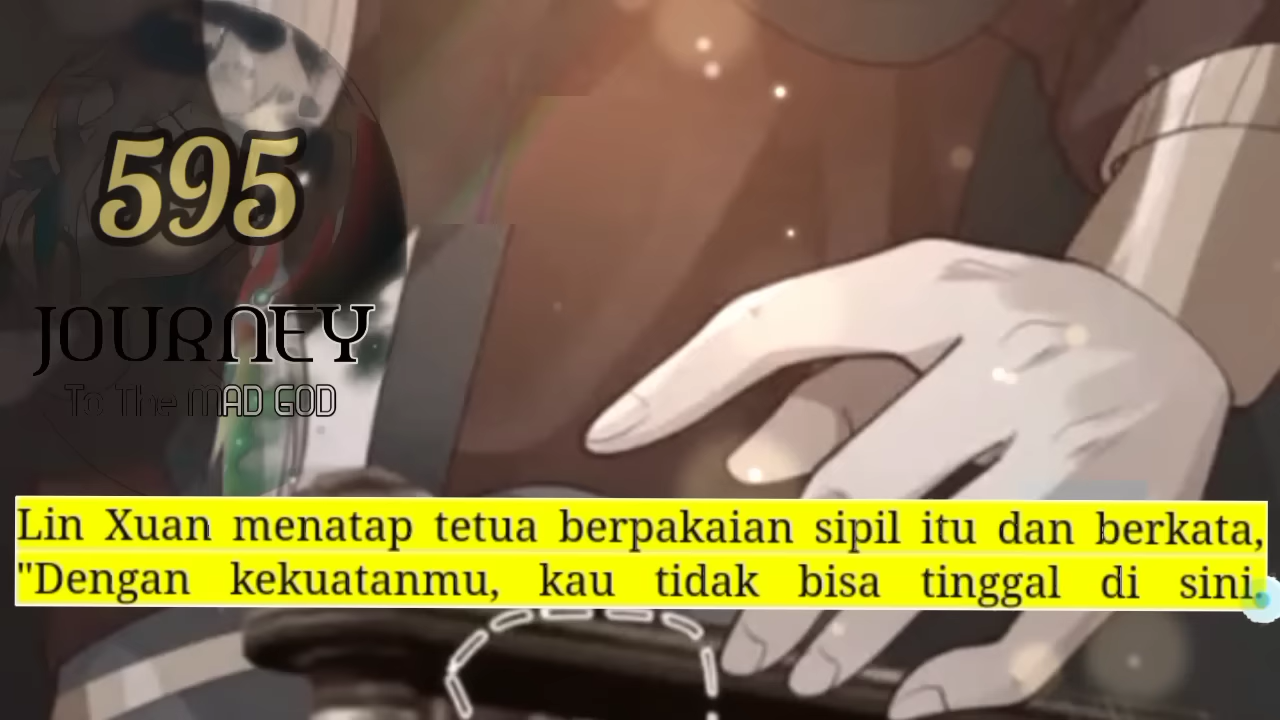 595
JOURNEY
To The MAD GOD
Lin Xuan menatap tetua berpakaian sipil itu dan berkata,
"Dengan kekuatanmu, kau tidak bisa tinggal di sini.